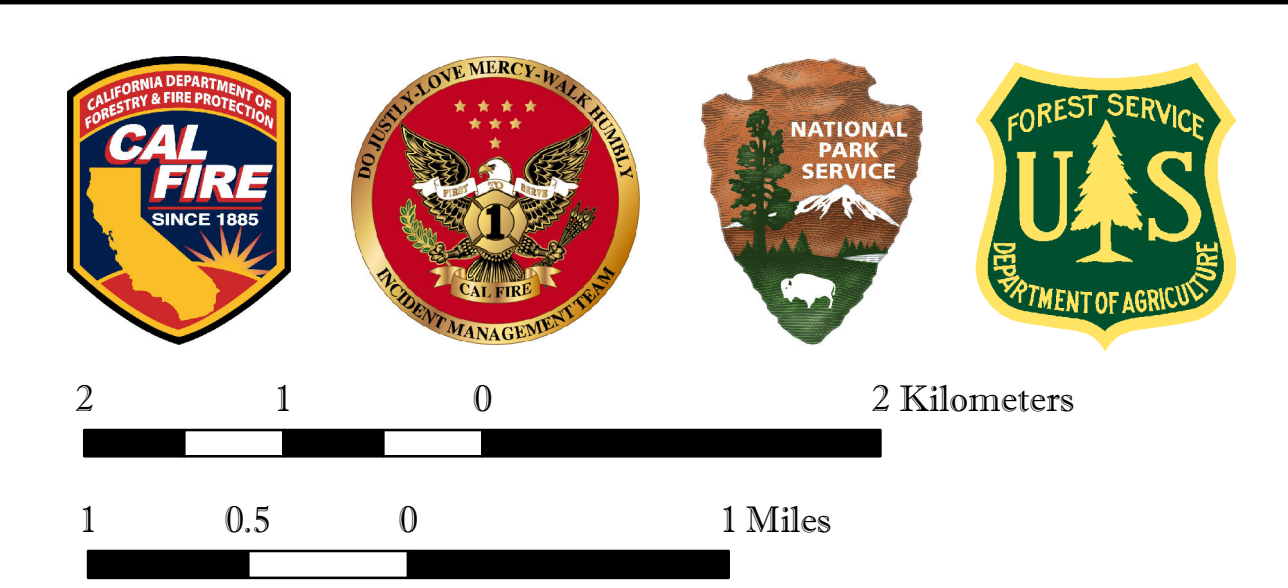 CALIFORNIA DEPARTMENT OF
FORESTRY & FIRE PROTECTION
CAL
FIRE
SINCE 1885
DO JUSTLY-LOVE MERCY-WALK HUMBLY
FIRST TO SERVE
1
CAL FIRE
INCIDENT MANAGEMENT TEAM
NATIONAL
PARK
SERVICE
FOREST SERVICE
U S
DEPARTMENT OF AGRICULTURE
2 1 0 2 Kilometers
1 0.5 0 1 Miles